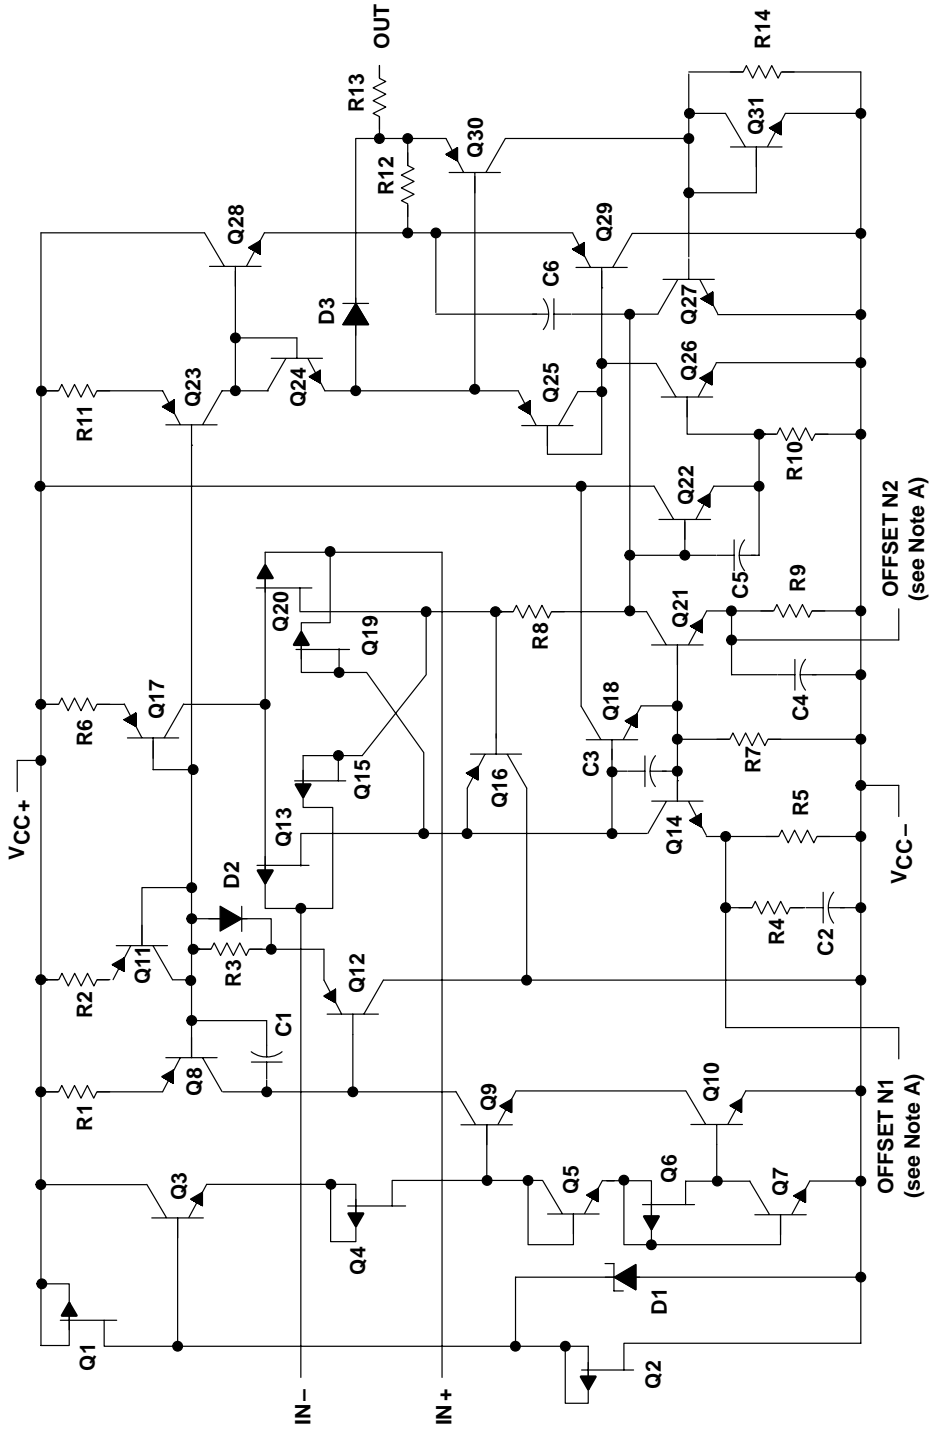 VCC+
R1 R2 R6 R11
Q1 Q11 Q17
Q3 Q8 Q23
R3 D2 Q28
C1 Q13 Q20
IN− Q24
D3
Q4 Q12 Q15 Q19 R13
R12 OUT
IN+
Q30
Q9 Q16
R8 Q25 C6
Q5 C3 Q18 Q29
D1 Q2
Q6 Q14 Q21 Q22 Q26 Q27
Q10
C5
R7 Q31 R14
Q7 R4 R5 C4 R9 R10
C2
OFFSET N1
(see Note A)
VCC−
OFFSET N2
(see Note A)